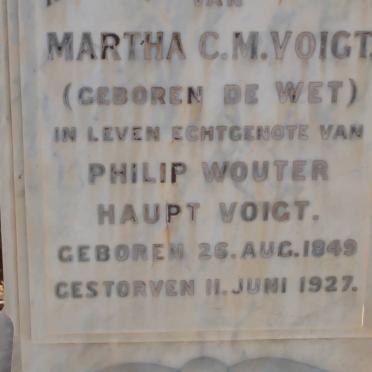 VAN
MARTHA C.M. VOIGT.
(GEBOREN DE WET)
IN LEVEN ECHTGENOTE VAN
PHILIP WOUTER
HAUPT VOIGT.
GEBOREN 26. AUG. 1849
GESTORVEN 11. JUNI 1927.